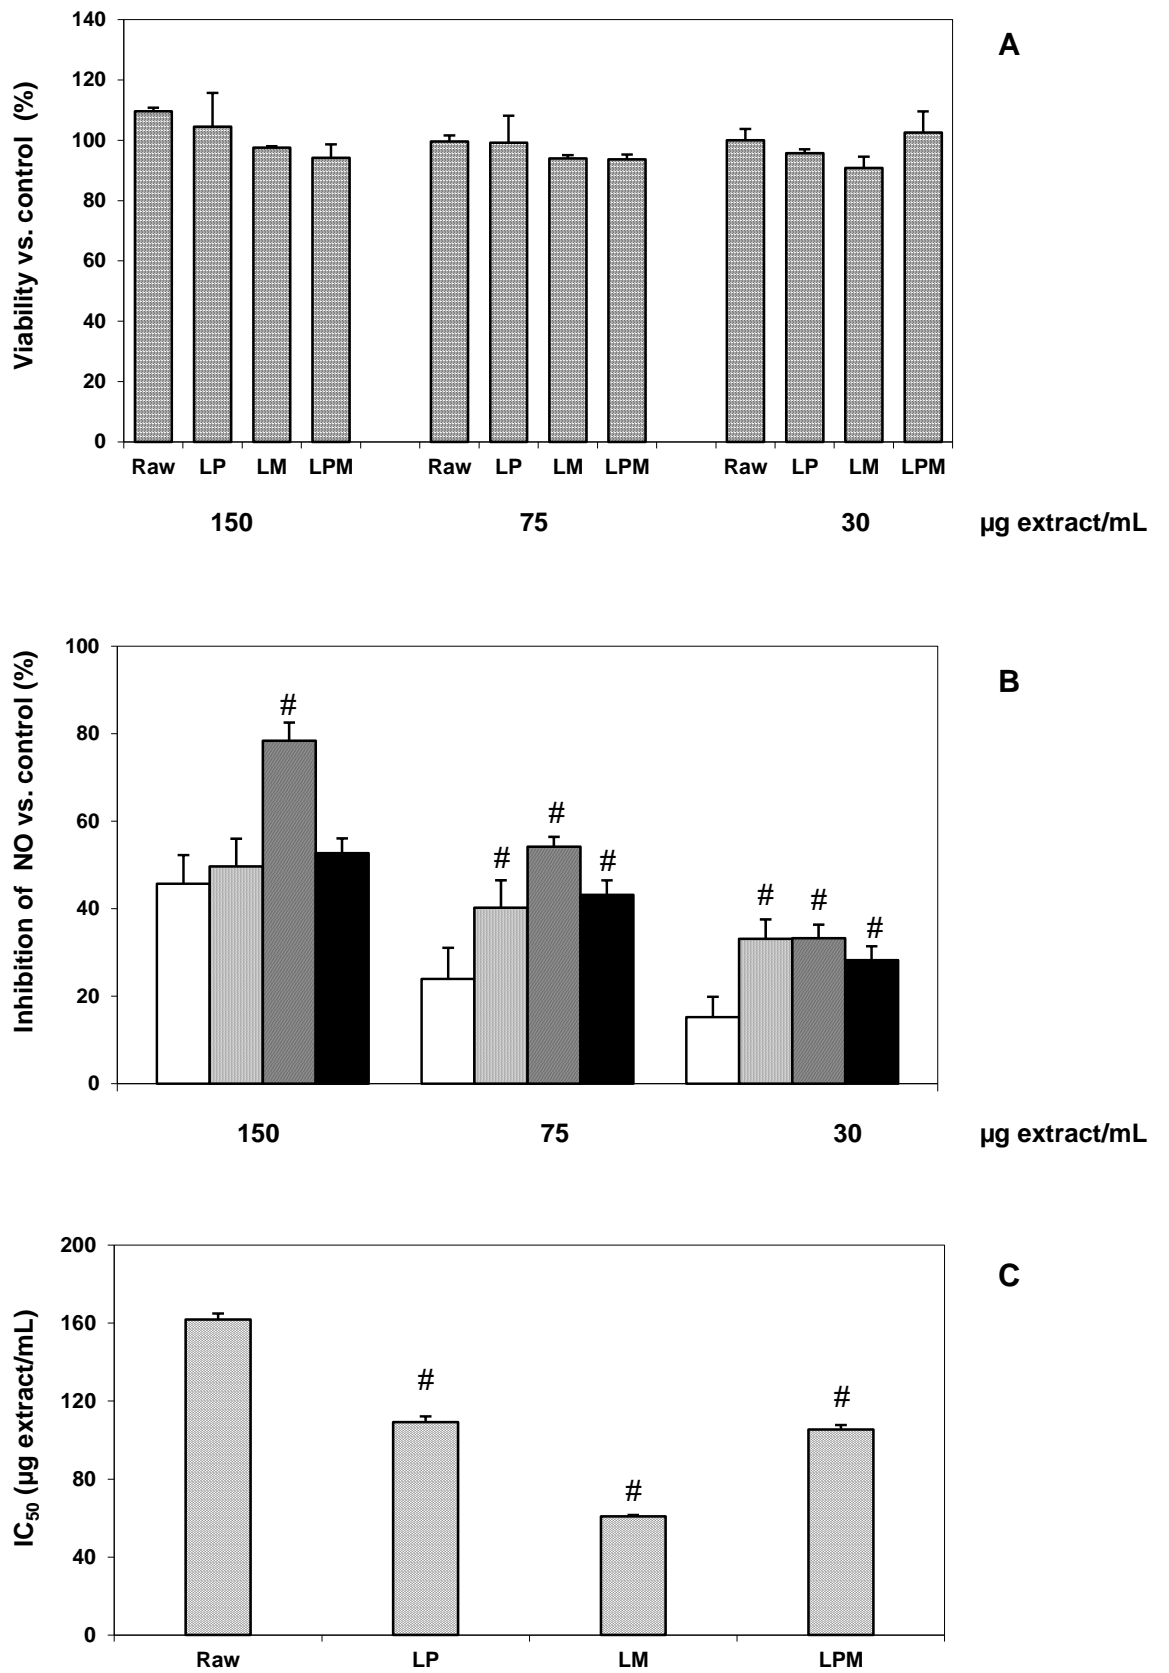 A
Viability vs. control (%)
140
120
100
80
60
40
20
0
Raw LP LM LPM Raw LP LM LPM Raw LP LM LPM
150 75 30 µg extract/mL
B
Inhibition of NO vs. control (%)
100
80
60
40
20
0
# # # # # # #
150 75 30 µg extract/mL
C
IC50 (µg extract/mL)
200
160
120
80
40
0
# # #
Raw LP LM LPM